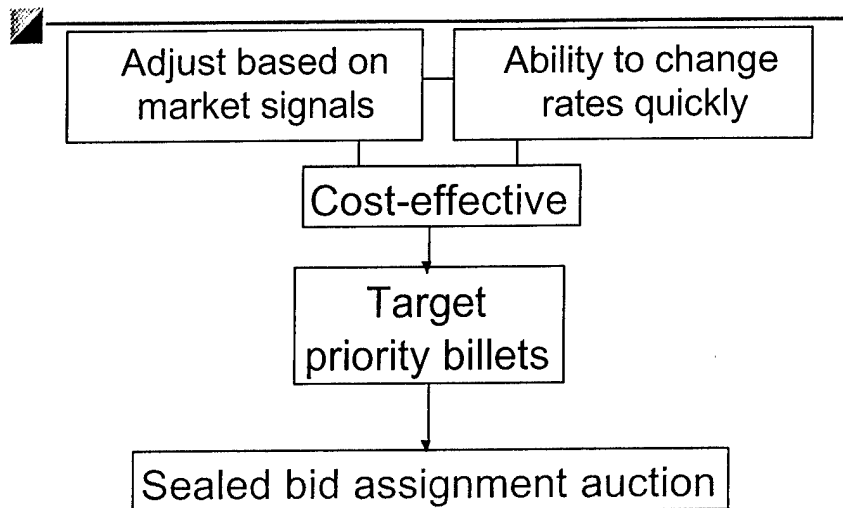 Adjust based on
market signals
Ability to change
rates quickly
Cost-effective
Target
priority billets
Sealed bid assignment auction